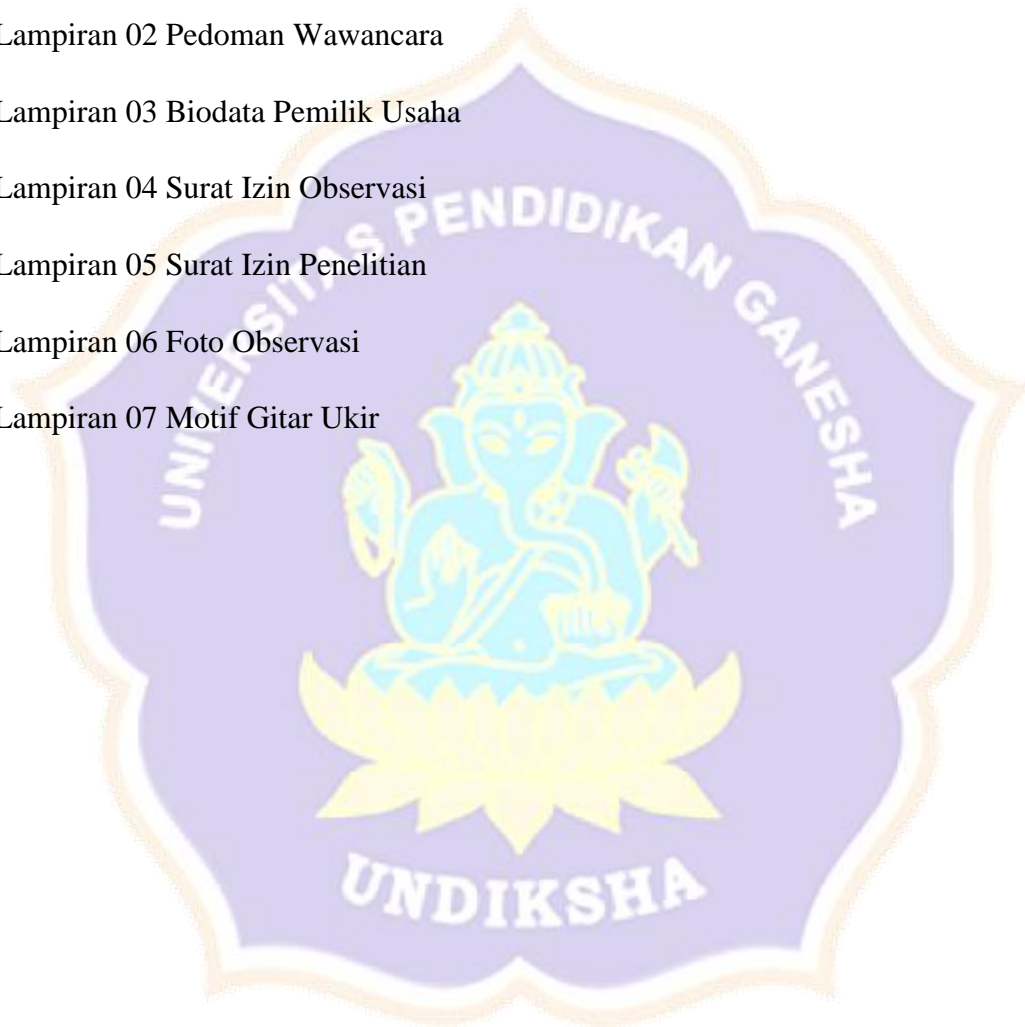 Lampiran 02 Pedoman Wawancara
Lampiran 03 Biodata Pemilik Usaha
Lampiran 04 Surat Izin Observasi
Lampiran 05 Surat Izin Penelitian
Lampiran 06 Foto Observasi
Lampiran 07 Motif Gitar Ukir
UNIVERSITAS PENDIDIKAN GANESHA
UNDIKSHA